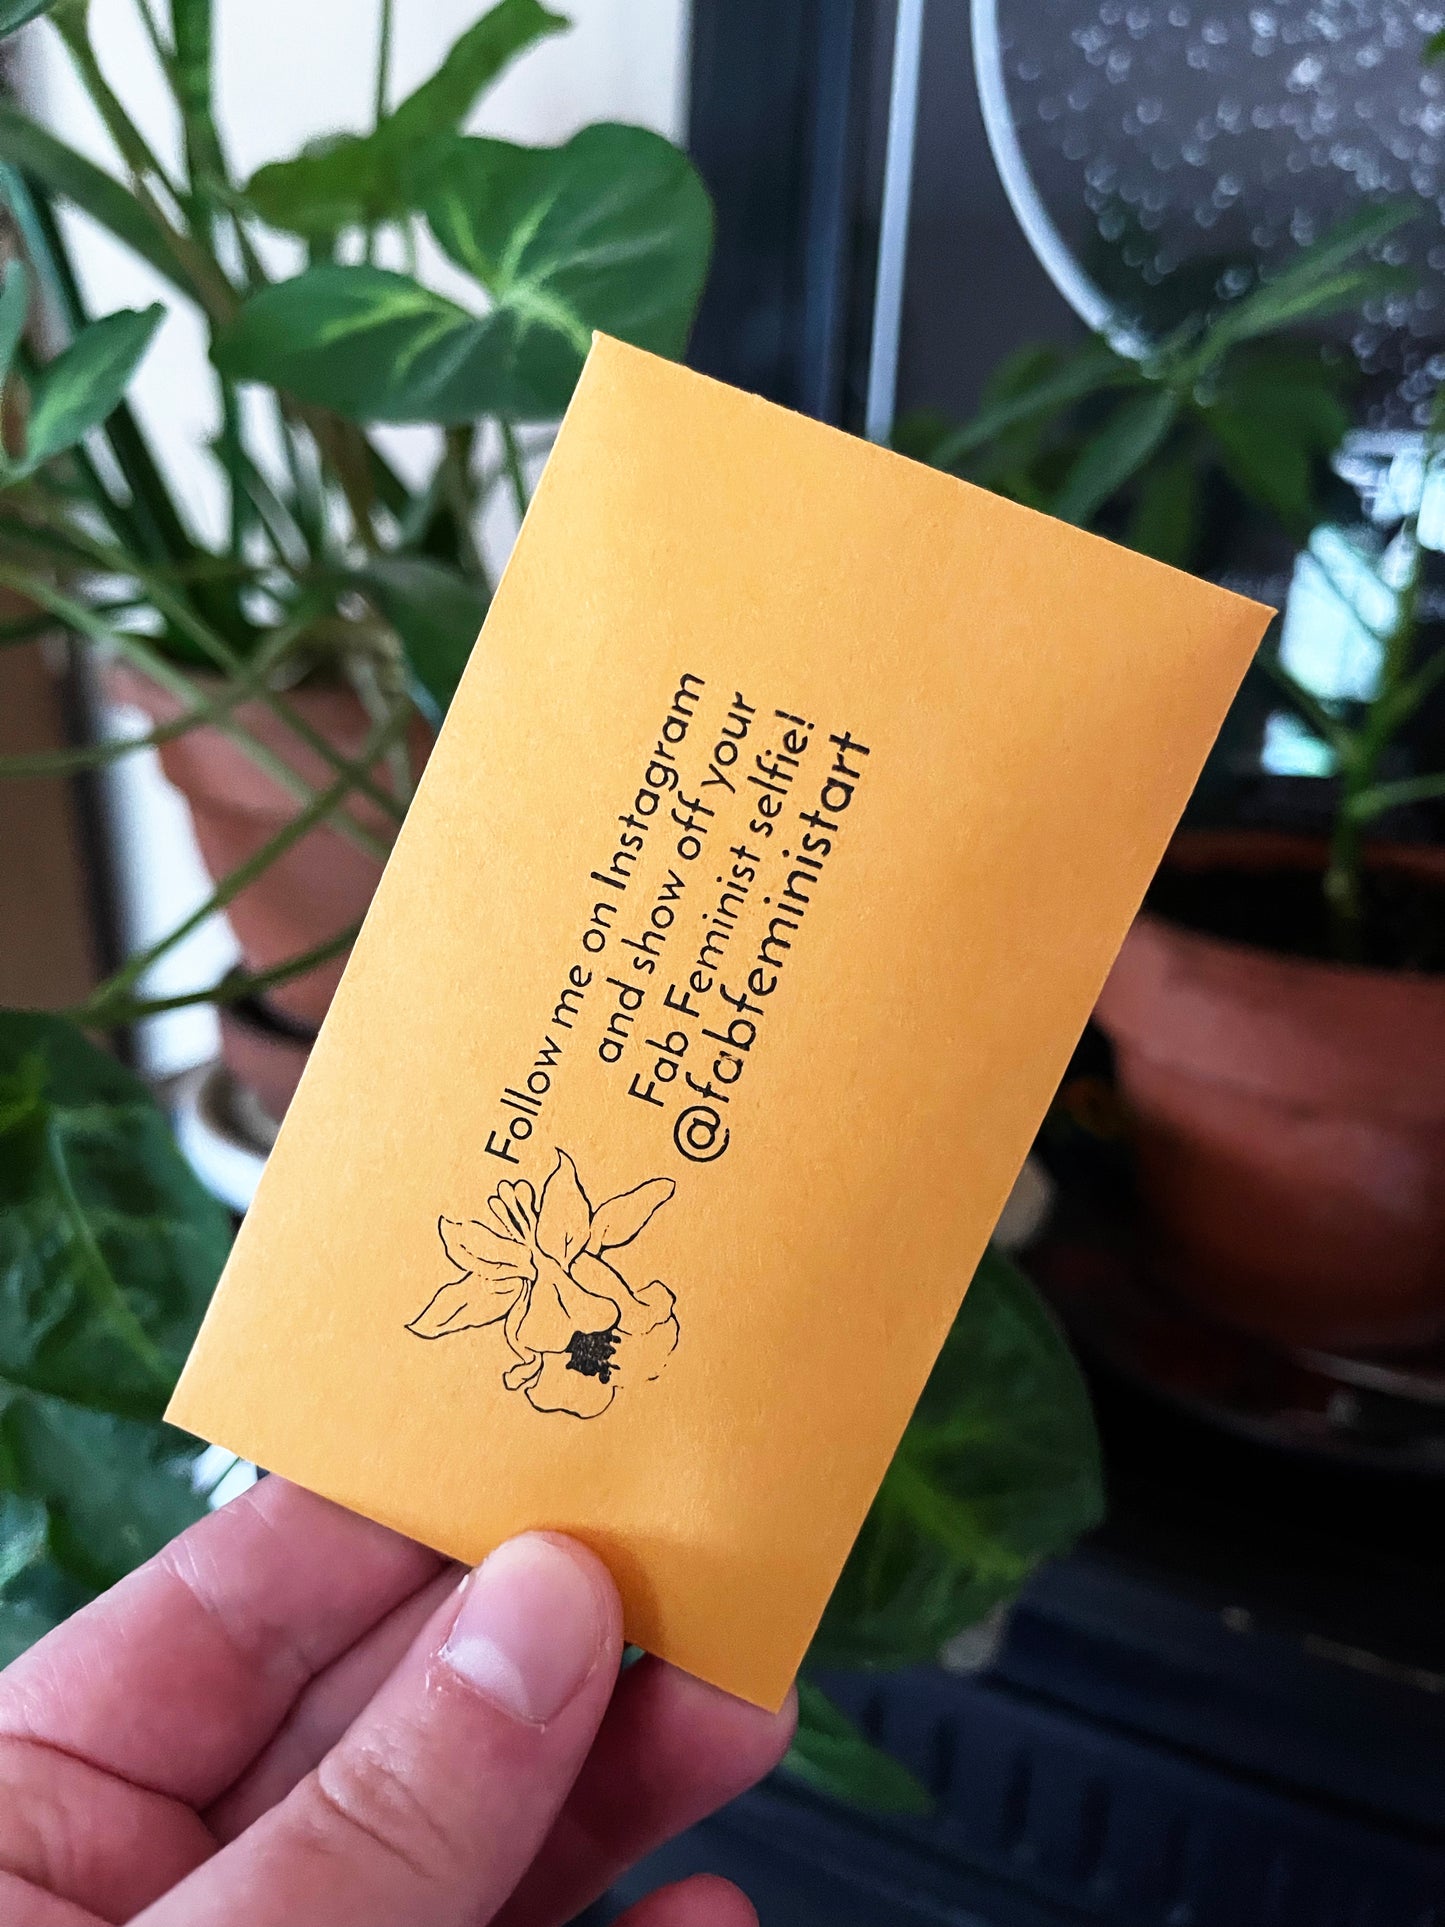 Follow me on Instagram
and show off your
Fab Feminist selfie!
@fabfeministart